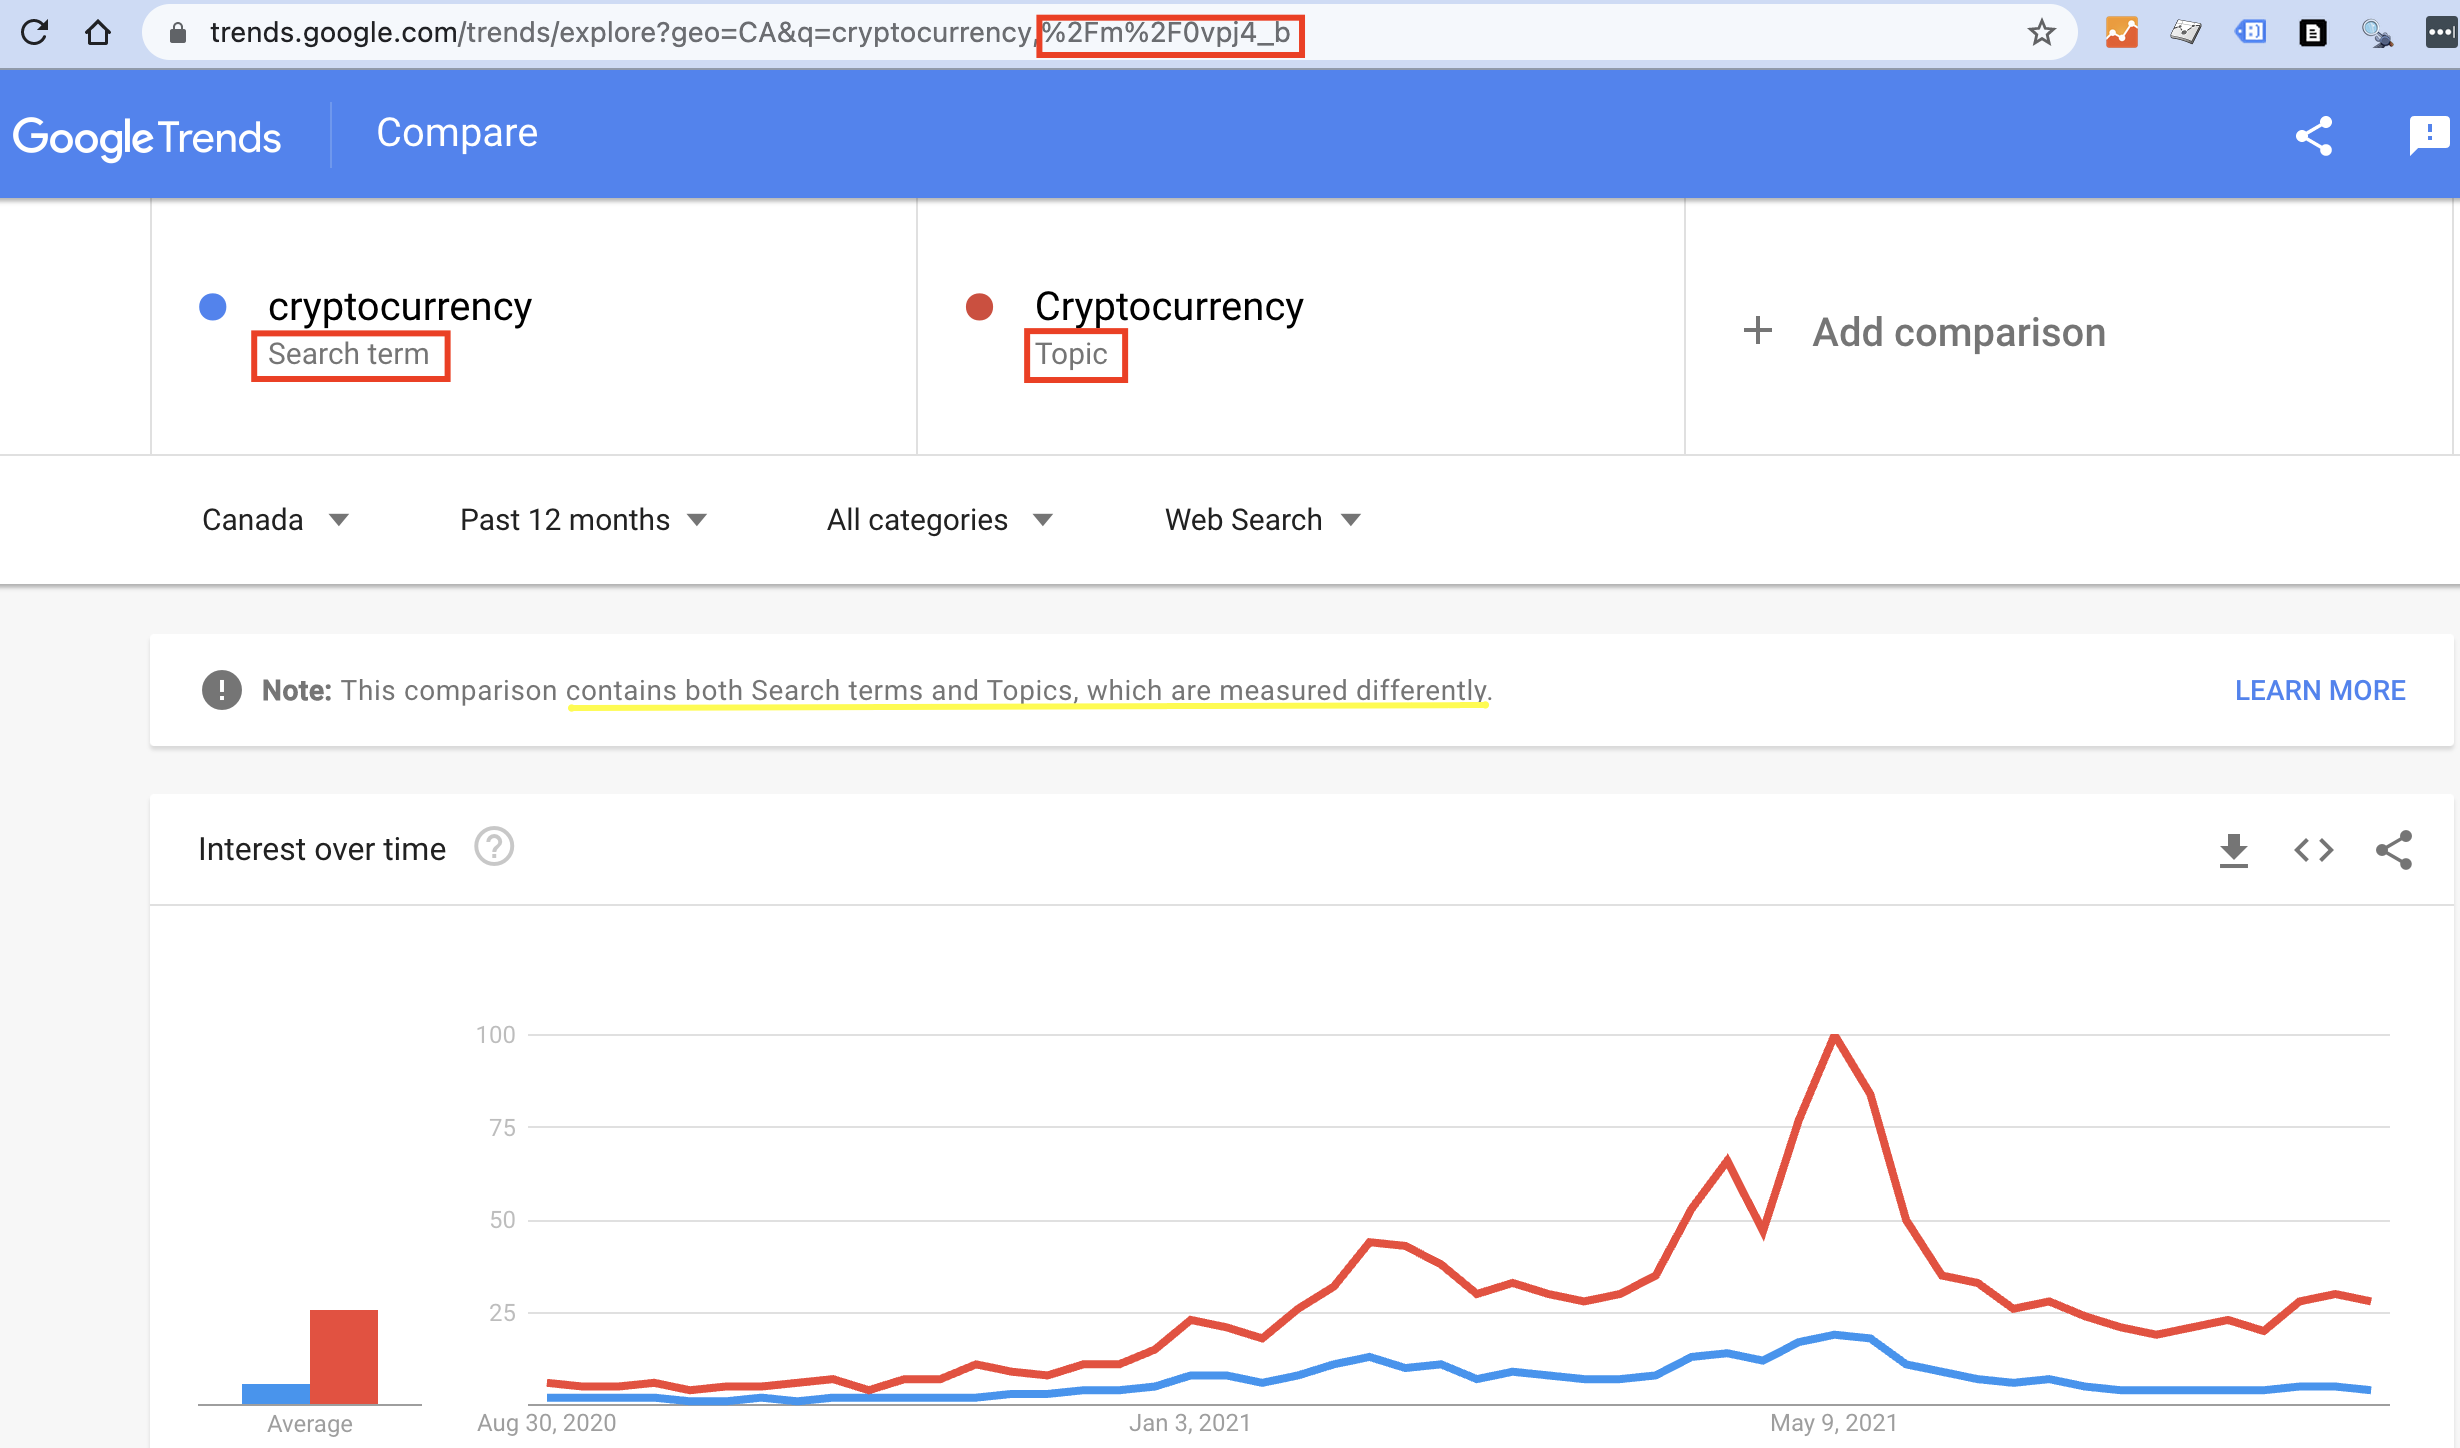 trends.google.com/trends/explore?geo=CA&q=cryptocurrency,%2Fm%2F0vpj4_b
Google Trends
Compare
cryptocurrency
Search term
Cryptocurrency
Topic
+ Add comparison
Canada
Past 12 months
All categories
Web Search
Note: This comparison contains both Search terms and Topics, which are measured differently.
LEARN MORE
Interest over time
100
75
50
25
Average
Aug 30, 2020
Jan 3, 2021
May 9, 2021